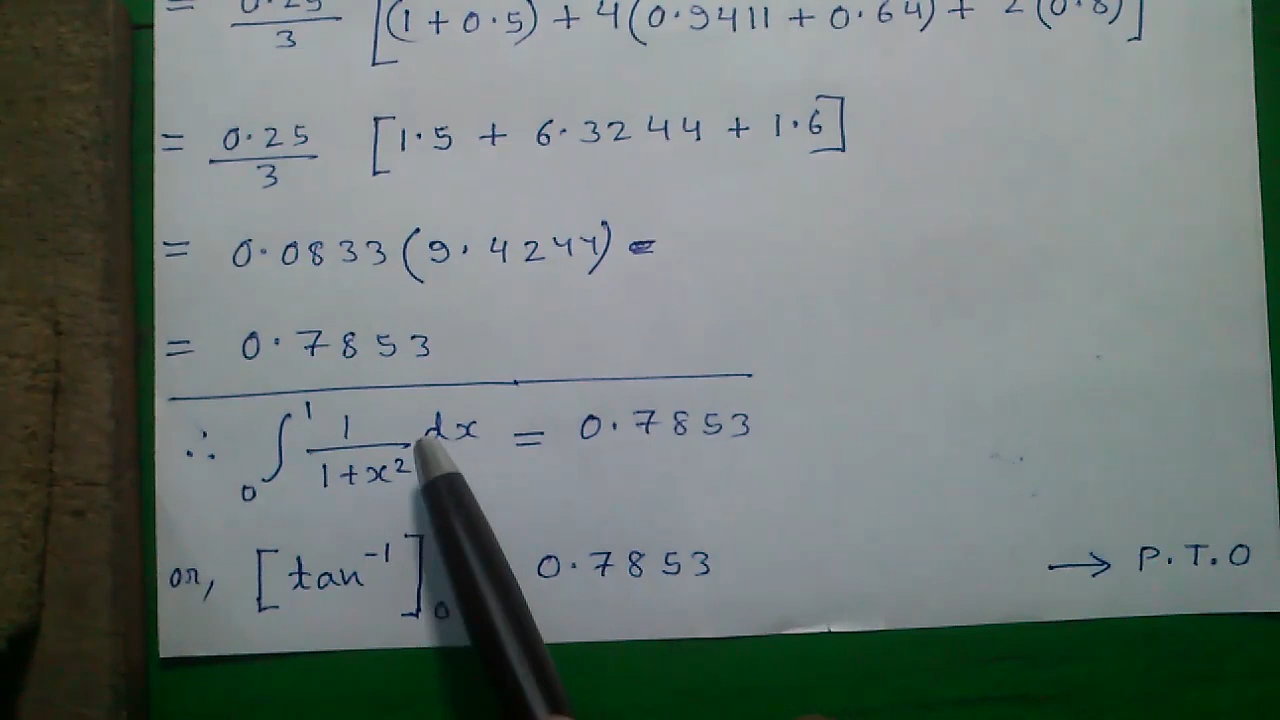 = 0.25/3 [(1 + 0.5) + 4(0.9411 + 0.64) + 2(0.8)]
= 0.25/3 [1.5 + 6.3244 + 1.6]
= 0.0833(9.4244) =
= 0.7853
∴ ∫₀¹ 1/(1+x²) dx = 0.7853
or, [tan⁻¹]₀ 0.7853 → P.T.O